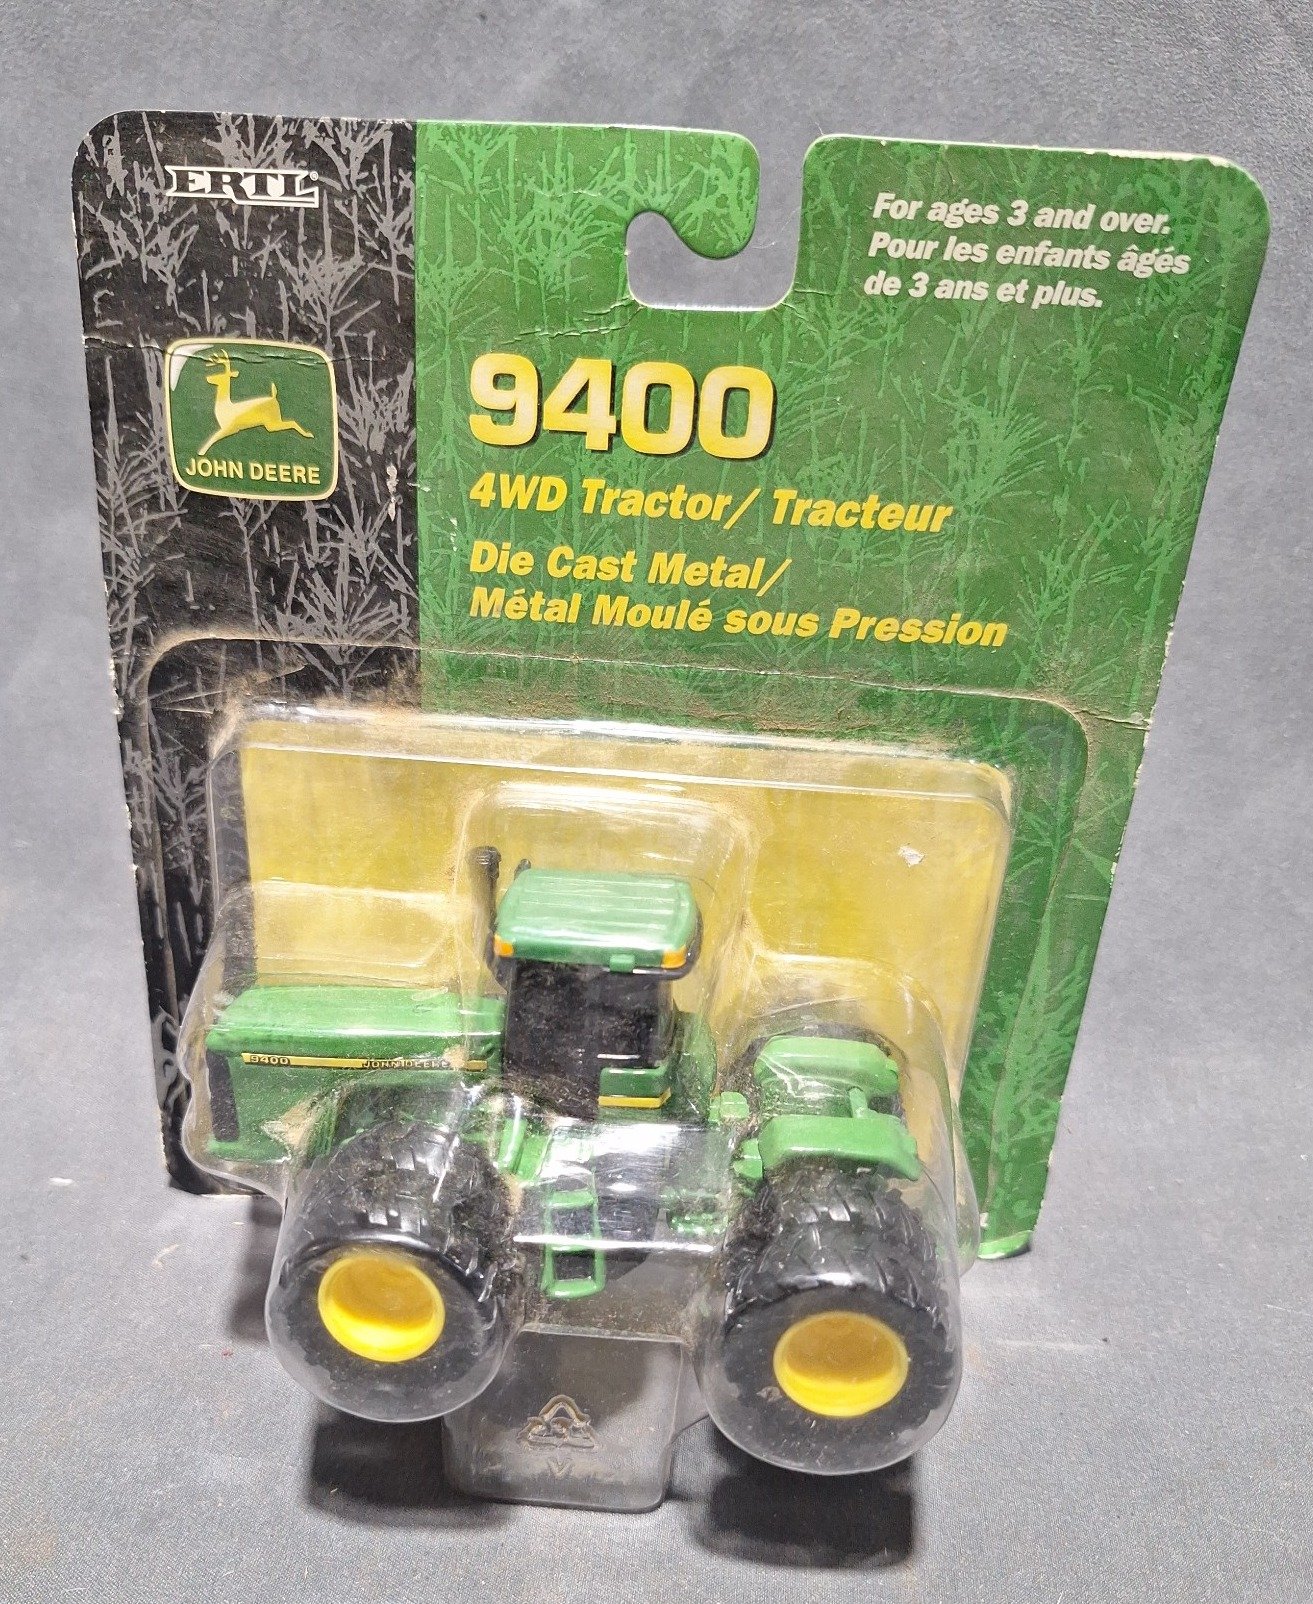 ERTL®
For ages 3 and over.
Pour les enfants âgés
de 3 ans et plus.
JOHN DEERE
9400
4WD Tractor/ Tracteur
Die Cast Metal/
Métal Moulé sous Pression
9400 JOHN DEERE
V